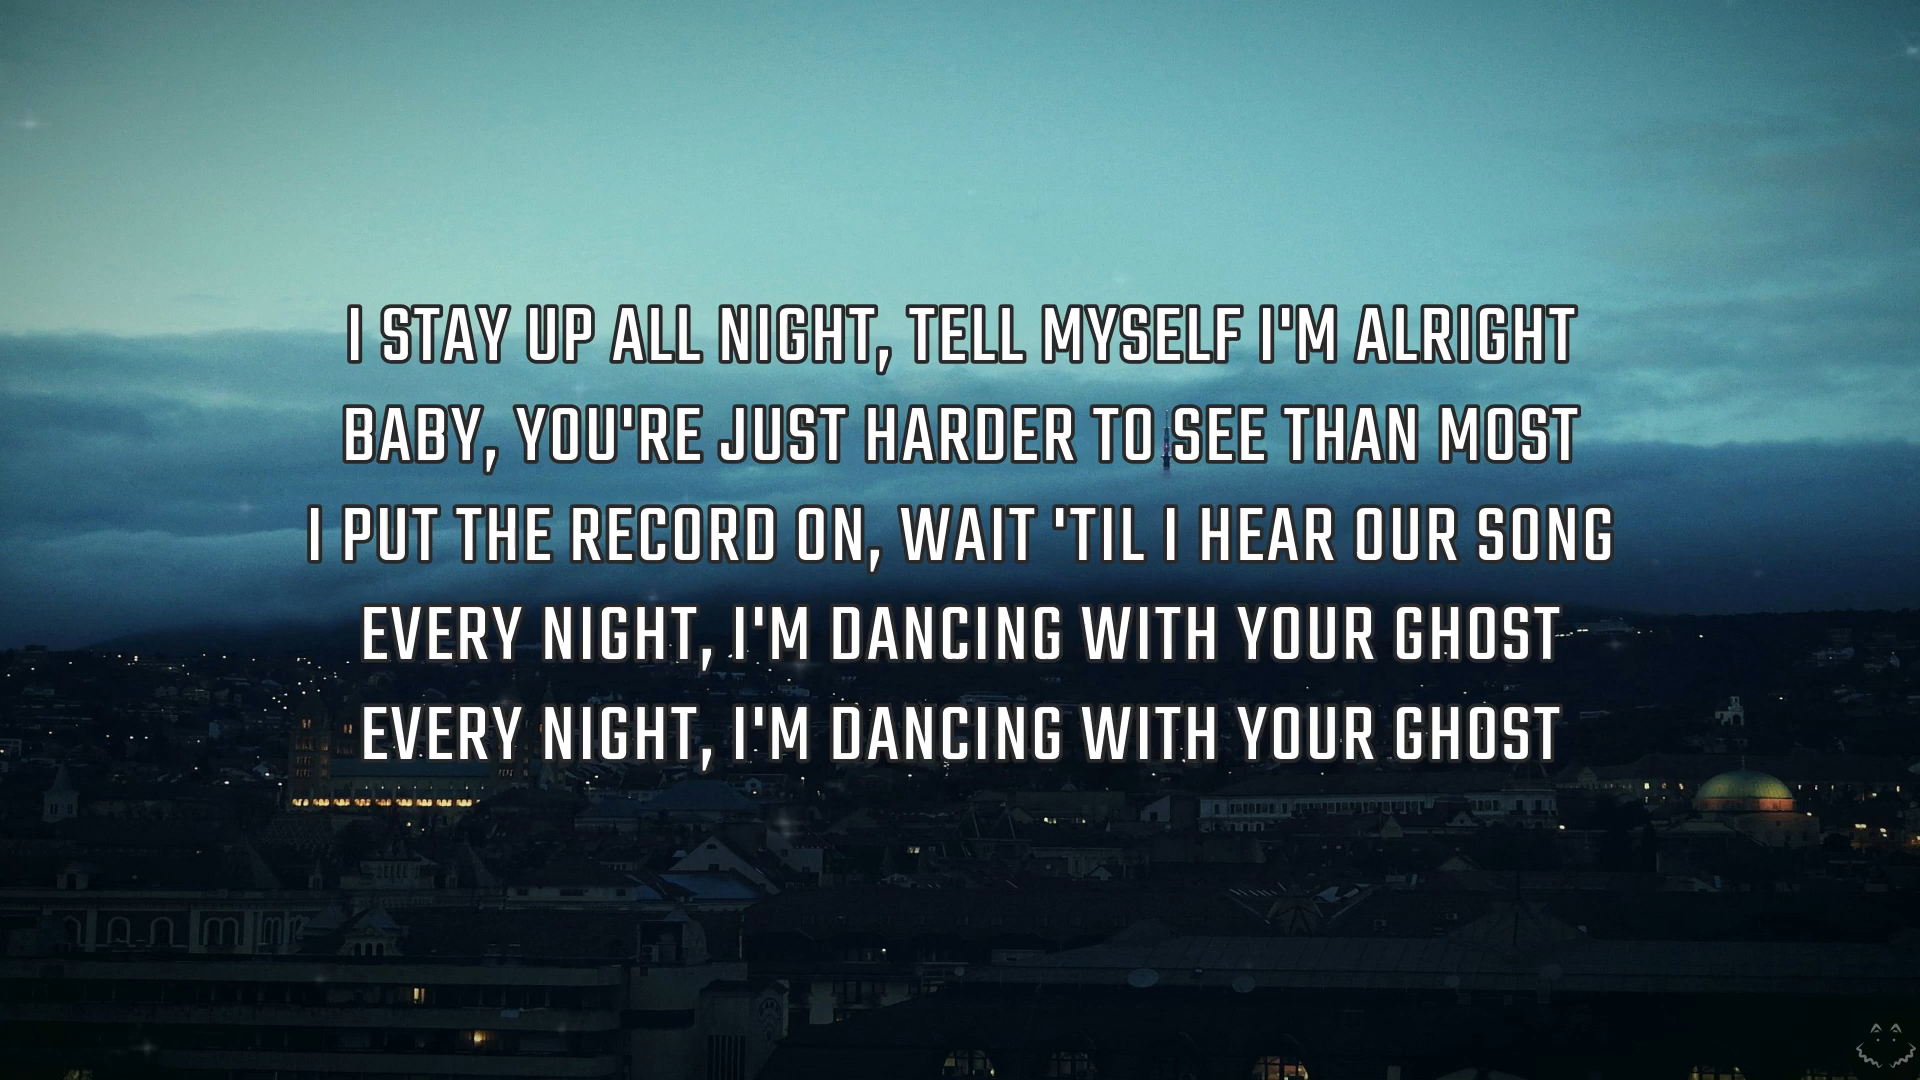 I STAY UP ALL NIGHT, TELL MYSELF I'M ALRIGHT
BABY, YOU'RE JUST HARDER TO SEE THAN MOST
I PUT THE RECORD ON, WAIT 'TIL I HEAR OUR SONG
EVERY NIGHT, I'M DANCING WITH YOUR GHOST
EVERY NIGHT, I'M DANCING WITH YOUR GHOST